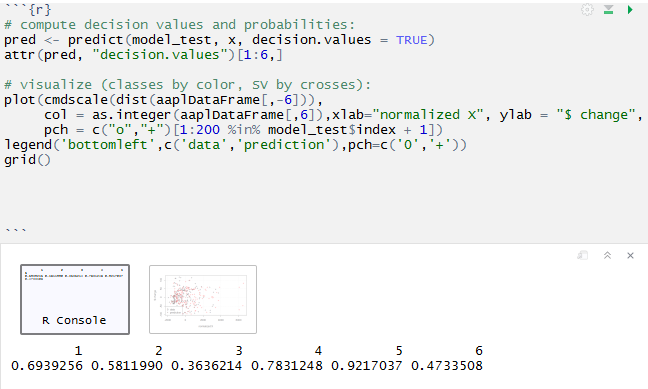 ```{r}
# compute decision values and probabilities:
pred <- predict(model_test, x, decision.values = TRUE)
attr(pred, "decision.values")[1:6,]
# visualize (classes by color, SV by crosses):
plot(cmdscale(dist(aaplDataFrame[,-6])),
col = as.integer(aaplDataFrame[,6]),xlab="normalized X", ylab = "$ change",
pch = c("o","+")[1:200 %in% model_test$index + 1])
legend('bottomleft',c('data','prediction'),pch=c('0','+'))
grid()
```
R Console
1 2 3 4 5 6
0.6939256 0.5811990 0.3636214 0.7831248 0.9217037 0.4733508